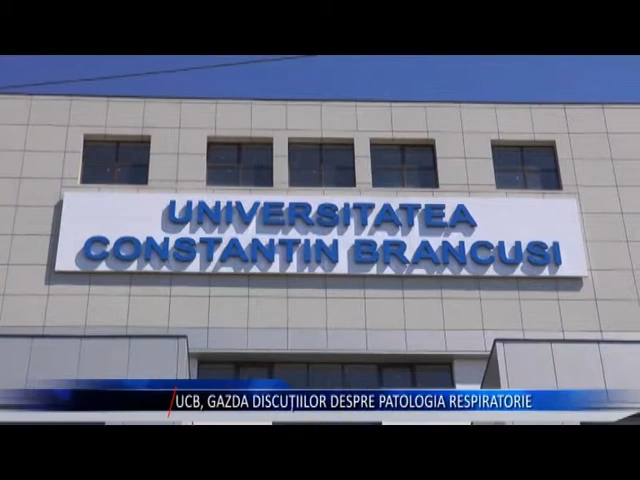 UNIVERSITATEA
CONSTANTIN BRANCUSI
UCB, GAZDA DISCUȚIILOR DESPRE PATOLOGIA RESPIRATORIE